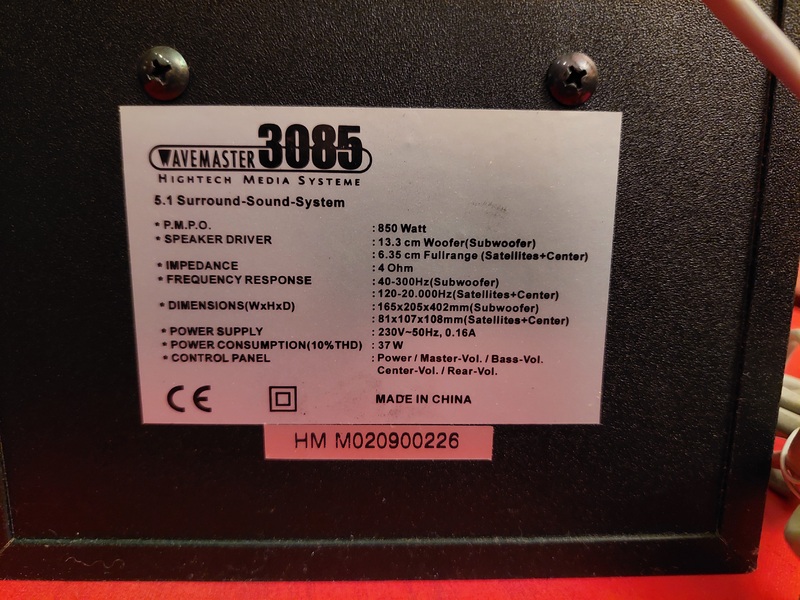 WAVEMASTER 3085
HIGHTECH MEDIA SYSTEME
5.1 Surround-Sound-System
• P.M.P.O. : 850 Watt
• SPEAKER DRIVER : 13.3 cm Woofer(Subwoofer)
: 6.35 cm Fullrange (Satellites+Center)
• IMPEDANCE : 4 Ohm
• FREQUENCY RESPONSE : 40-300Hz(Subwoofer)
: 120-20.000Hz(Satellites+Center)
• DIMENSIONS(WxHxD) : 165x205x402mm(Subwoofer)
: 81x107x108mm(Satellites+Center)
• POWER SUPPLY : 230V~50Hz, 0.16A
• POWER CONSUMPTION(10%THD) : 37 W
• CONTROL PANEL : Power / Master-Vol. / Bass-Vol.
Center-Vol. / Rear-Vol.
CE MADE IN CHINA
HM M020900226